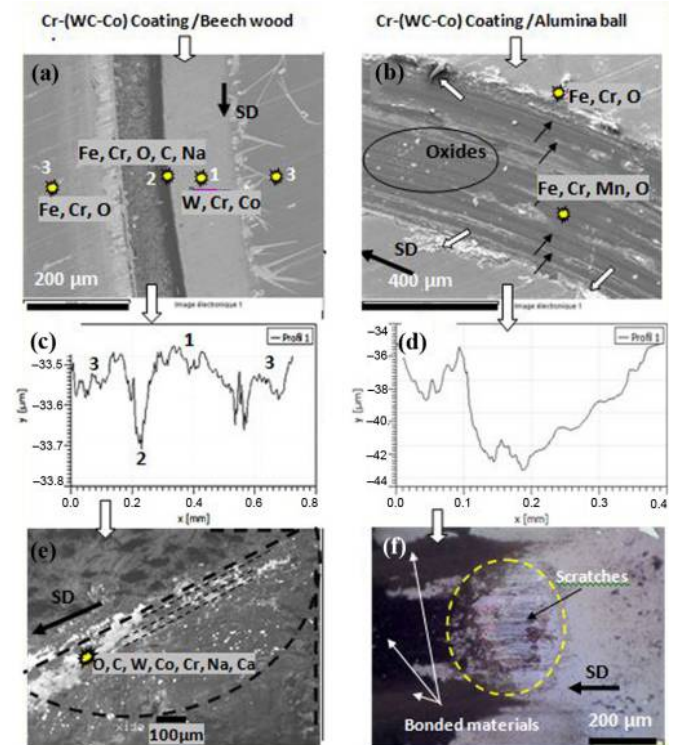 Cr-(WC-Co) Coating /Beech wood
Cr-(WC-Co) Coating /Alumina ball
(a)
SD
Fe, Cr, O, C, Na
3
2
1
3
Fe, Cr, O
W, Cr, Co
200 µm
Image électronique 1
(b)
Fe, Cr, O
Oxides
Fe, Cr, Mn, O
SD
400 µm
Image électronique 1
(c)
Profil 1
y [µm]
-33.5
-33.6
-33.7
-33.8
3
1
3
2
0.0 0.2 0.4 0.6 0.8
x [mm]
(d)
Profil 1
y [µm]
-34
-36
-38
-40
-42
-44
0.0 0.1 0.2 0.3 0.4
x [mm]
(e)
SD
O, C, W, Co, Cr, Na, Ca
100µm
(f)
Scratches
SD
Bonded materials
200 µm